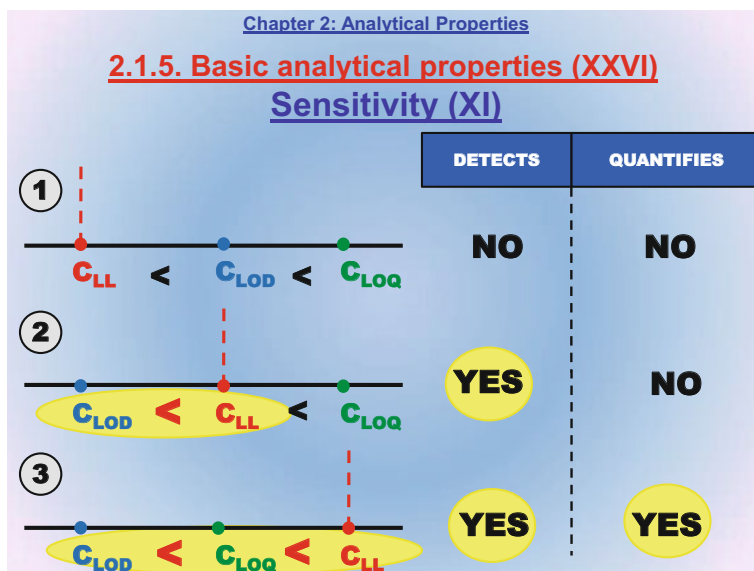 Chapter 2: Analytical Properties
2.1.5. Basic analytical properties (XXVI)
Sensitivity (XI)
DETECTS QUANTIFIES
1
NO NO
CLL < CLOD < CLOQ
2
YES NO
CLOD < CLL < CLOQ
3
YES YES
CLOD < CLOQ < CLL